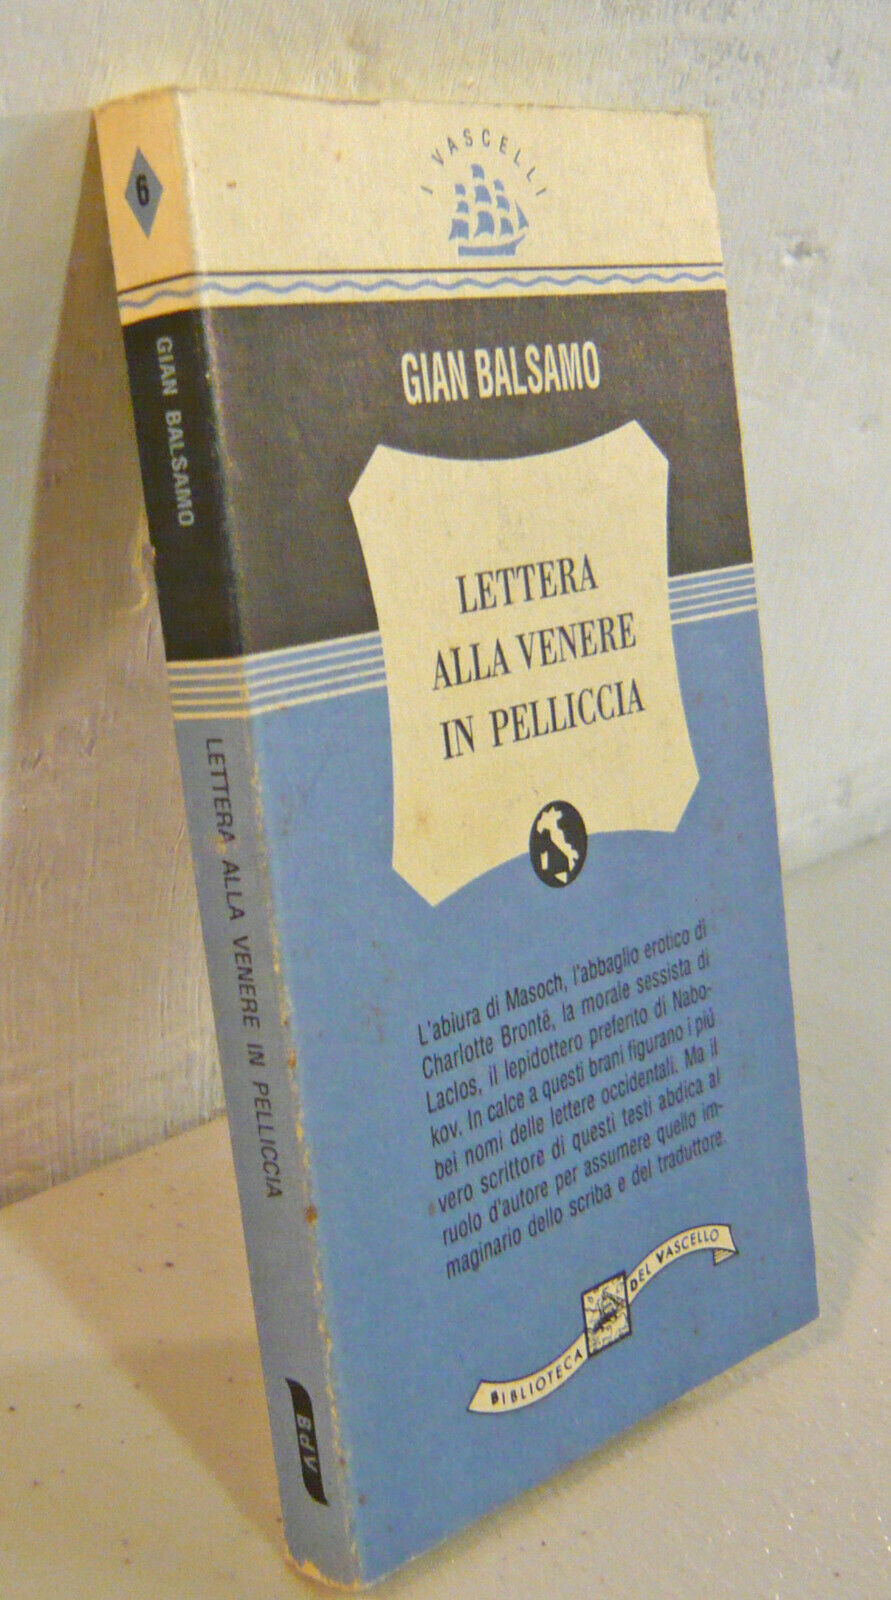 6
GIAN BALSAMO
LETTERA ALLA VENERE IN PELLICCIA
BdV
I VASCELLI
GIAN BALSAMO
LETTERA
ALLA VENERE
IN PELLICCIA
L'abiura di Masoch, l'abbaglio erotico di
Charlotte Brontë, la morale sessista di
Laclos, il lepidottero preferito di Nabo-
kov. In calce a questi brani figurano i più
bei nomi delle lettere occidentali. Ma il
vero scrittore di questi testi abdica al
ruolo d'autore per assumere quello im-
maginario dello scriba e del traduttore.
BIBLIOTECA DEL VASCELLO